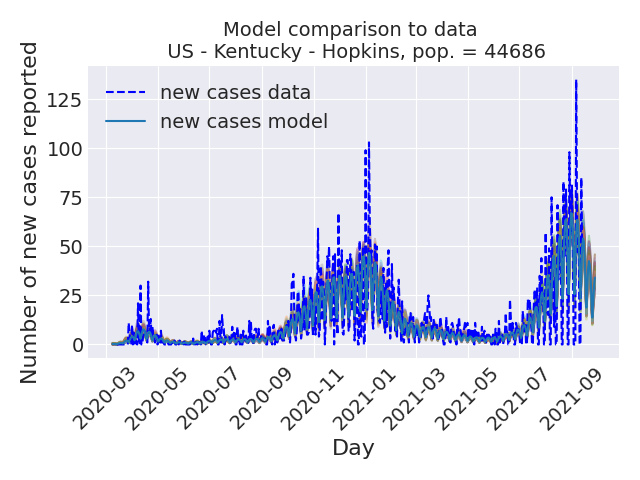 Model comparison to data
US - Kentucky - Hopkins, pop. = 44686
new cases data
new cases model
Number of new cases reported
125
100
75
50
25
0
2020-03
2020-05
2020-07
2020-09
2020-11
2021-01
2021-03
2021-05
2021-07
2021-09
Day